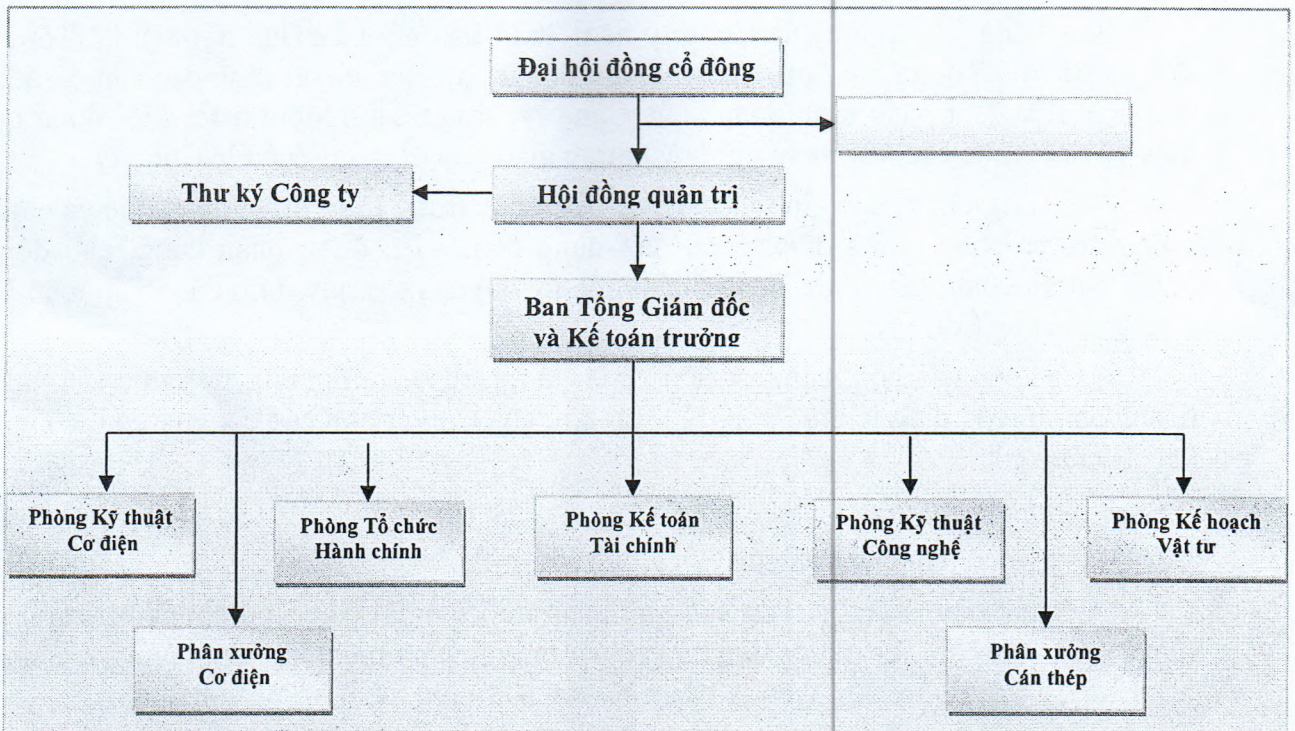 Đại hội đồng cổ đông
Thư ký Công ty
Hội đồng quản trị
Ban Tổng Giám đốc
và Kế toán trưởng
Phòng Kỹ thuật
Cơ điện
Phòng Tổ chức
Hành chính
Phòng Kế toán
Tài chính
Phòng Kỹ thuật
Công nghệ
Phòng Kế hoạch
Vật tư
Phân xưởng
Cơ điện
Phân xưởng
Cán thép